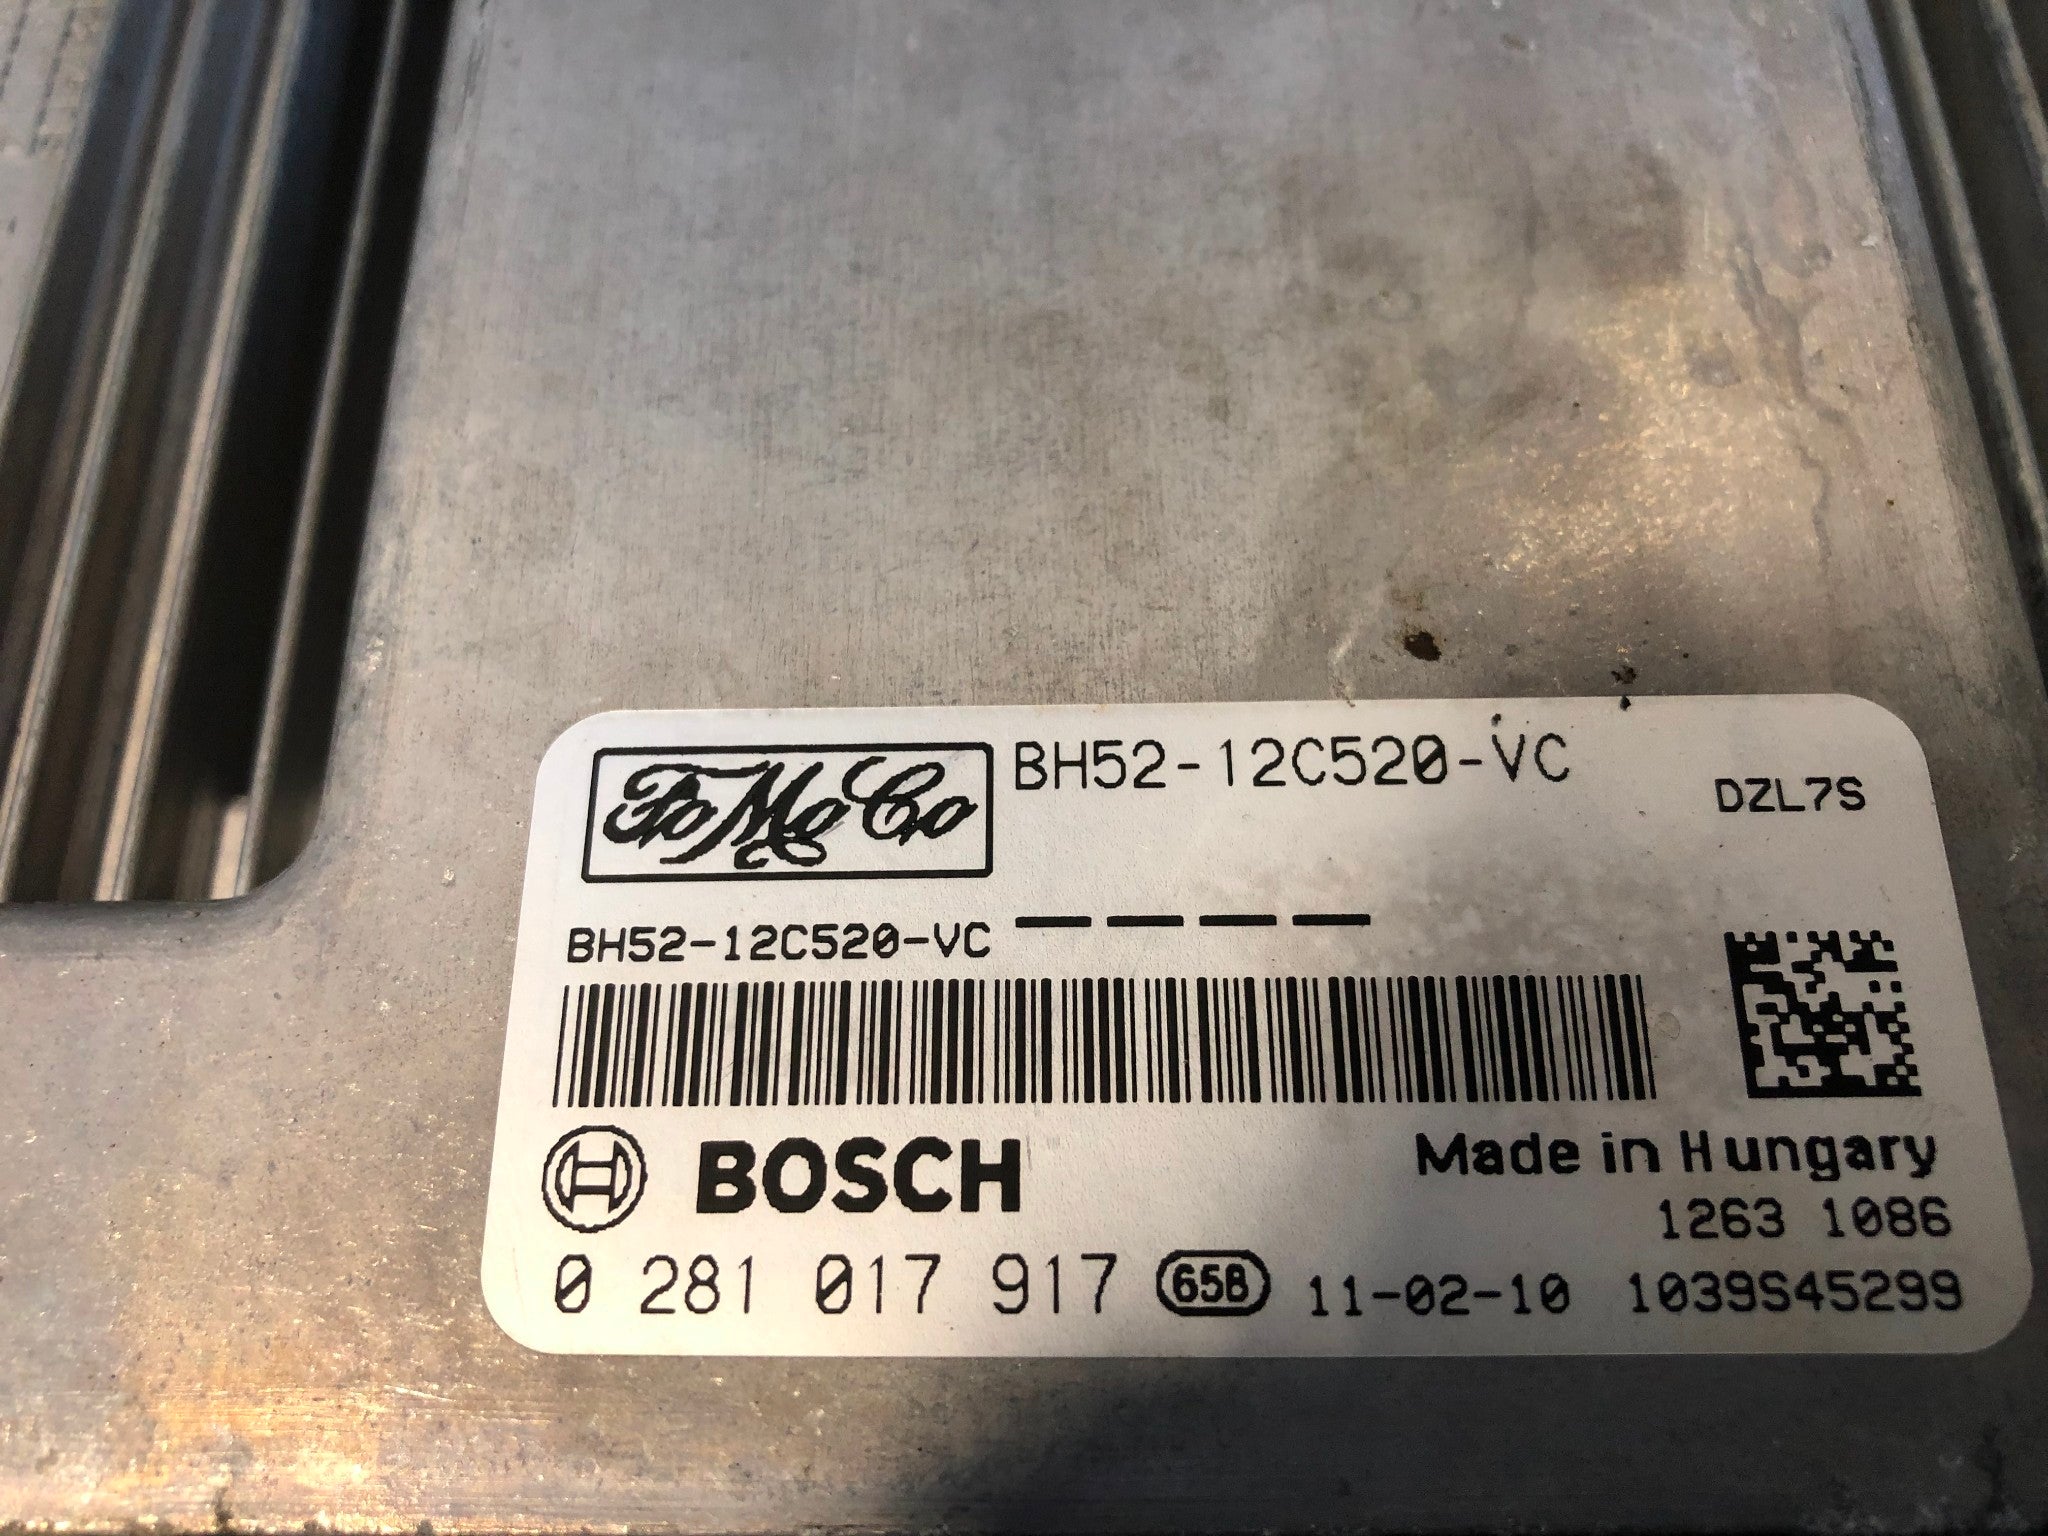 FoMoCo BH52-12C520-VC
DZL7S
BH52-12C520-VC ————
BOSCH
Made in Hungary
1263 1086
0 281 017 917 65B 11-02-10 1039S45299